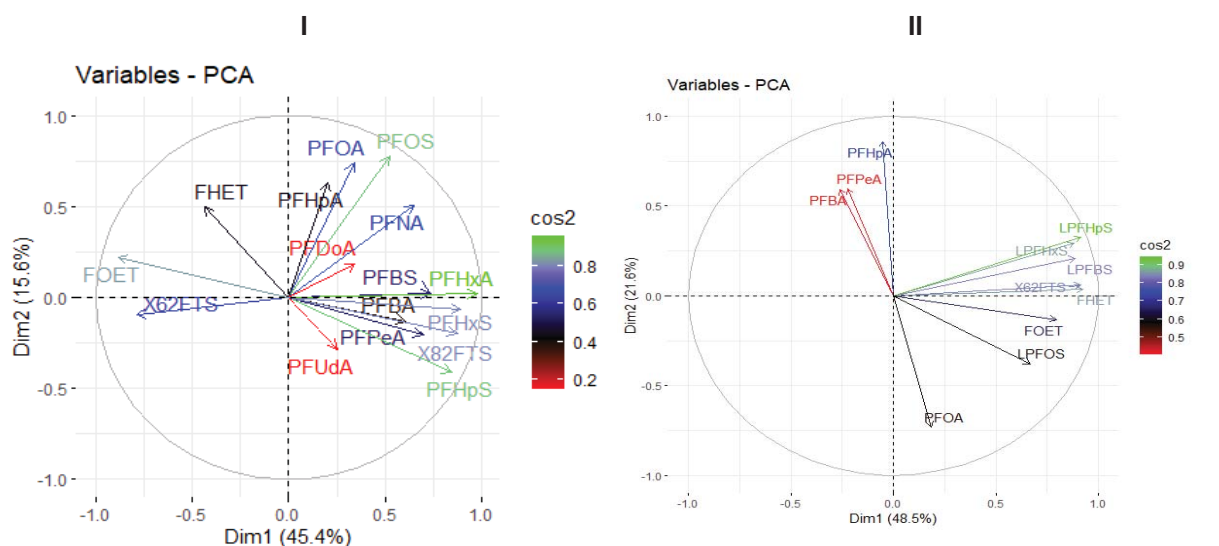 I
II
Variables - PCA
PFOA
PFOS
FHET
PFHpA
PFNA
PFDoA
FOET
PFBS
PFHxA
X62FTS
PFBA
PFHxS
PFPeA
X82FTS
PFUdA
PFHpS
1.0
0.5
0.0
-0.5
-1.0
-1.0
-0.5
0.0
0.5
1.0
Dim1 (45.4%)
Dim2 (15.6%)
cos2
0.8
0.6
0.4
0.2
Variables - PCA
PFHpA
PFPeA
PFBA
LPFHpS
LPFHxS
LPFBS
X62FTS
FHET
FOET
LPFOS
PFOA
1.0
0.5
0.0
-0.5
-1.0
-1.0
-0.5
0.0
0.5
1.0
Dim1 (48.5%)
Dim2 (21.6%)
cos2
0.9
0.8
0.7
0.6
0.5